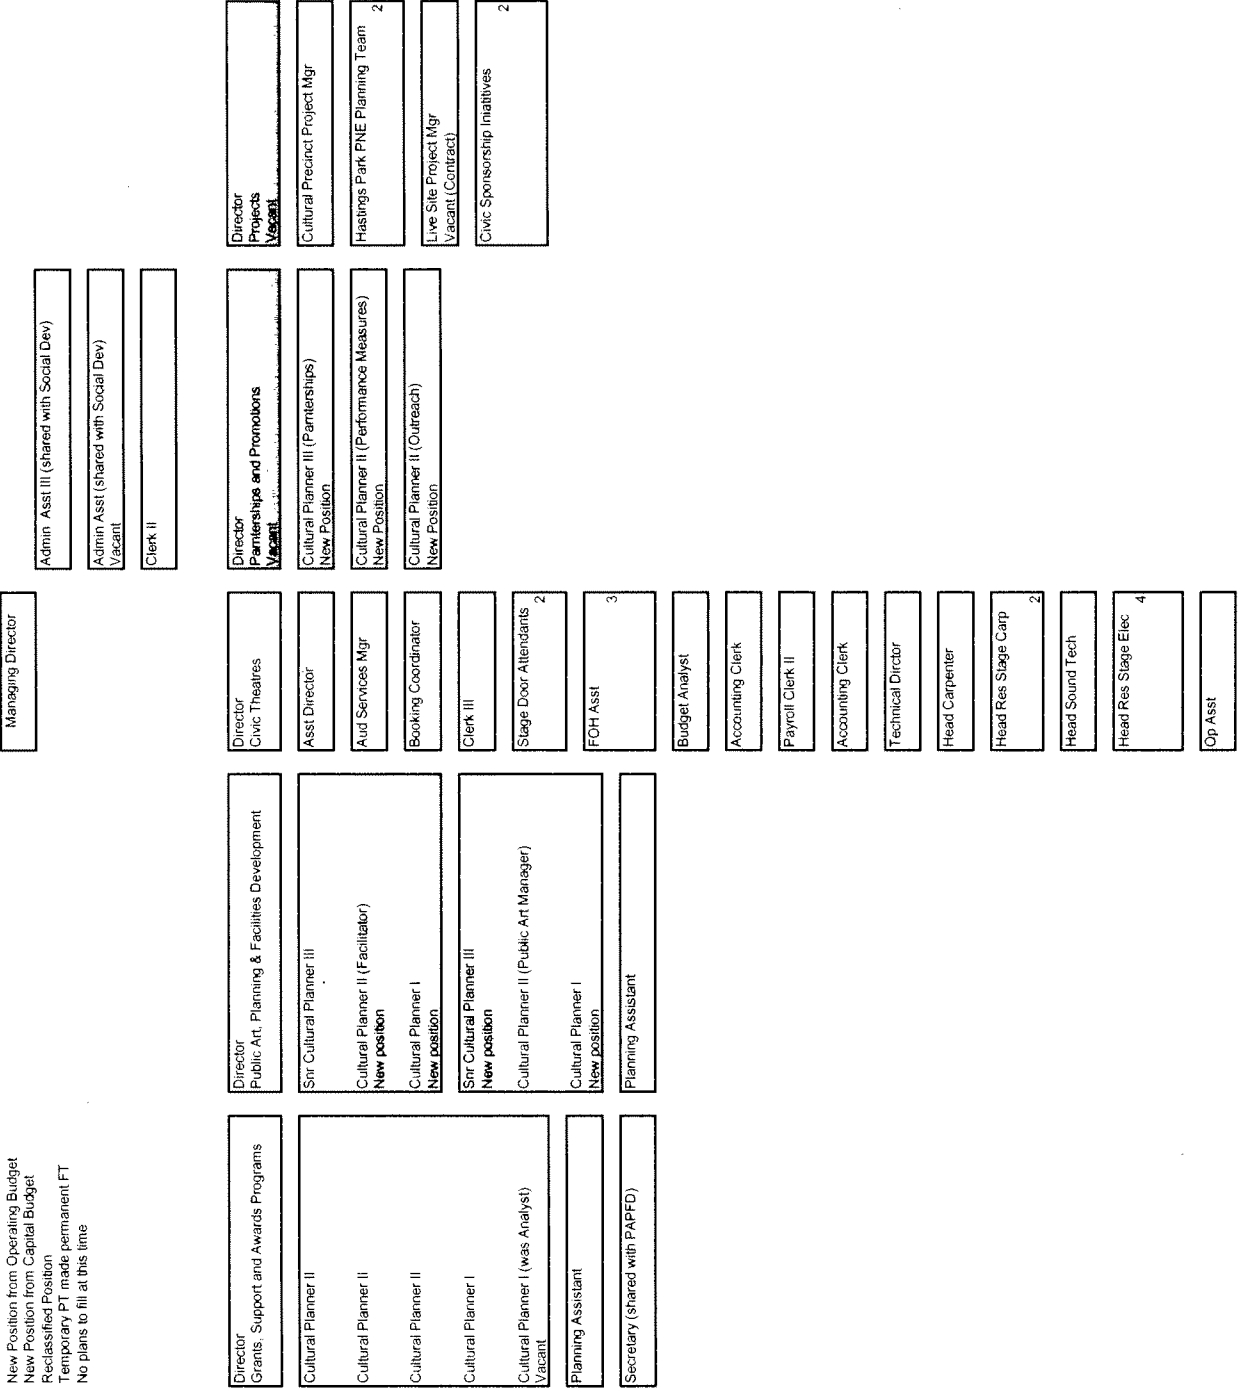 New Position from Operating Budget
New Position from Capital Budget
Reclassified Position
Temporary PT made permanent FT
No plans to fill at this time
Managing Director
Admin Asst III (shared with Social Dev)
Admin Asst (shared with Social Dev)
Vacant
Clerk II
Director
Grants, Support and Awards Programs
Cultural Planner II
Cultural Planner II
Cultural Planner II
Cultural Planner I
Cultural Planner I (was Analyst)
Vacant
Planning Assistant
Secretary (shared with PAPFD)
Director
Public Art, Planning & Facilities Development
Snr Cultural Planner III
Cultural Planner II (Facilitator)
New position
Cultural Planner I
New position
Snr Cultural Planner III
New position
Cultural Planner II (Public Art Manager)
Cultural Planner I
New position
Planning Assistant
Director
Civic Theatres
Asst Director
Aud Services Mgr
Booking Coordinator
Clerk III
Stage Door Attendants
2
FOH Asst
3
Budget Analyst
Accounting Clerk
Payroll Clerk II
Accounting Clerk
Technical Dirctor
Head Carpenter
Head Res Stage Carp
2
Head Sound Tech
Head Res Stage Elec
4
Op Asst
Director
Parnterships and Promotions
Vacant
Cultural Planner III (Parnterships)
New Position
Cultural Planner II (Performance Measures)
New Position
Cultural Planner II (Outreach)
New Position
Director
Projects
Vacant
Cultural Precinct Project Mgr
Hastings Park PNE Planning Team
2
Live Site Project Mgr
Vacant (Contract)
Civic Sponsorship Iniatitives
2